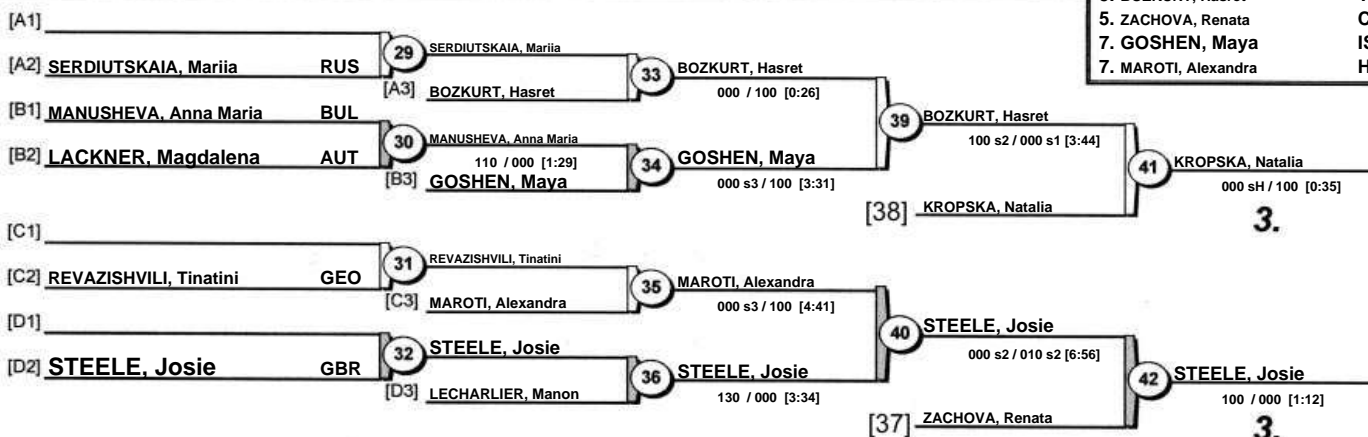 5. ZACHOVA, Renata
7. GOSHEN, Maya
7. MAROTI, Alexandra
[A1]
[A2] SERDIUTSKAIA, Mariia RUS
29
SERDIUTSKAIA, Mariia
[A3] BOZKURT, Hasret
33
BOZKURT, Hasret
000 / 100 [0:26]
[B1] MANUSHEVA, Anna Maria BUL
[B2] LACKNER, Magdalena AUT
30
MANUSHEVA, Anna Maria
110 / 000 [1:29]
[B3] GOSHEN, Maya
34
GOSHEN, Maya
000 s3 / 100 [3:31]
39
BOZKURT, Hasret
100 s2 / 000 s1 [3:44]
[38] KROPSKA, Natalia
41
KROPSKA, Natalia
000 sH / 100 [0:35]
3.
[C1]
[C2] REVAZISHVILI, Tinatini GEO
31
REVAZISHVILI, Tinatini
[C3] MAROTI, Alexandra
35
MAROTI, Alexandra
000 s3 / 100 [4:41]
[D1]
[D2] STEELE, Josie GBR
32
STEELE, Josie
[D3] LECHARLIER, Manon
36
STEELE, Josie
130 / 000 [3:34]
40
STEELE, Josie
000 s2 / 010 s2 [6:56]
[37] ZACHOVA, Renata
42
STEELE, Josie
100 / 000 [1:12]
3.